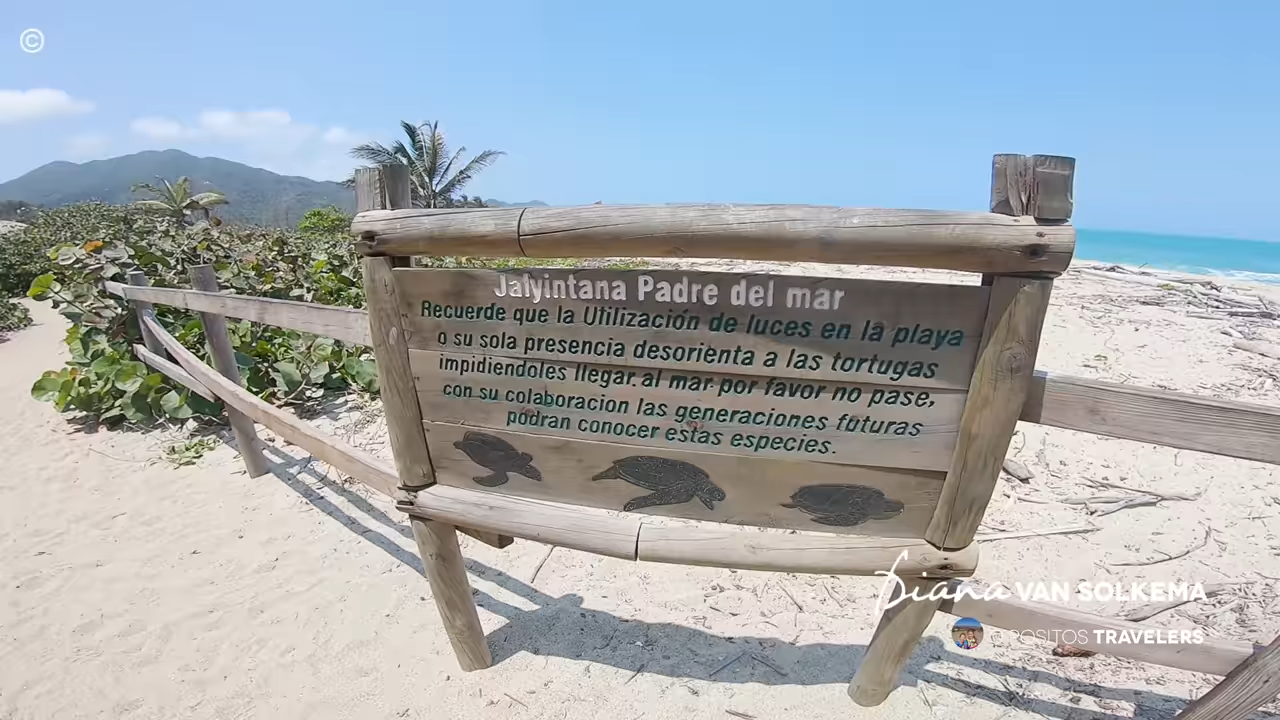 ©
Jalyintana Padre del mar
Recuerde que la Utilización de luces en la playa
o su sola presencia desorienta a las tortugas
impidiendoles llegar al mar por favor no pase,
con su colaboracion las generaciones futuras
podran conocer estas especies.
Diana VAN SOLKEMA
TRAVELERS